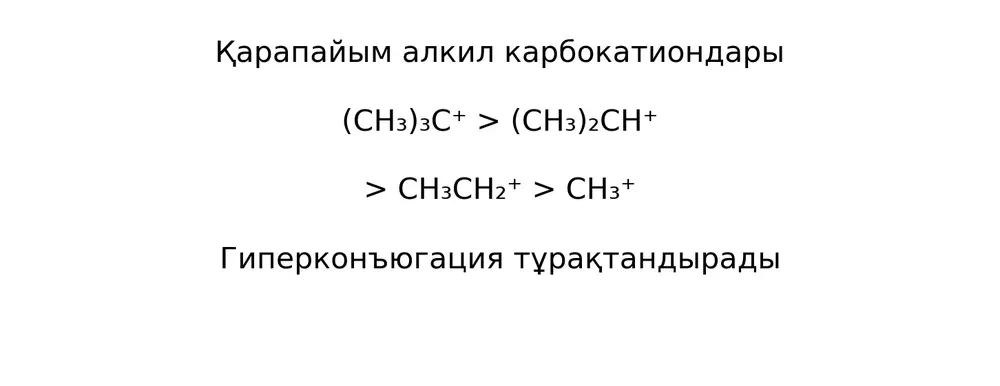 Қарапайым алкил карбокатиондары
(CH₃)₃C⁺ > (CH₃)₂CH⁺
> CH₃CH₂⁺ > CH₃⁺
Гиперконъюгация тұрақтандырады